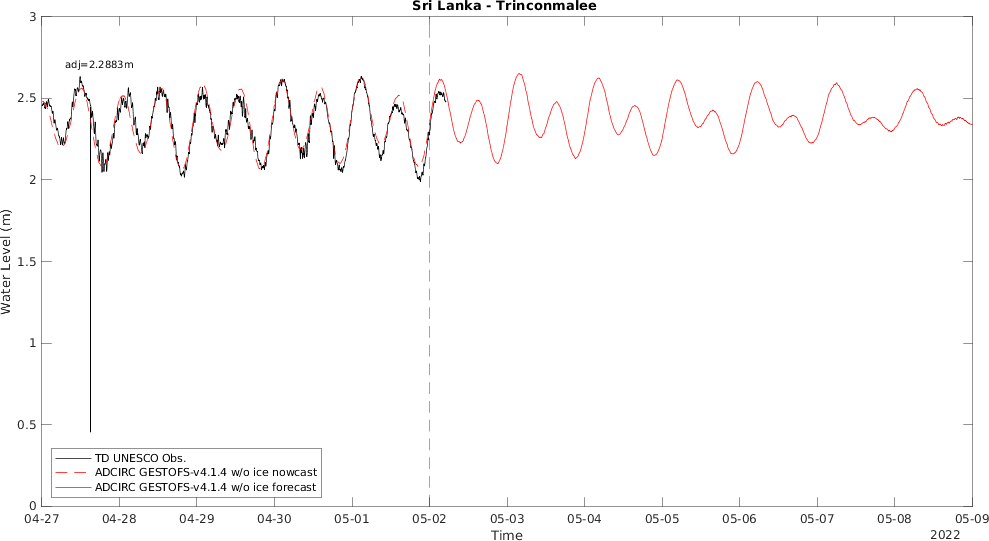 Sri Lanka - Trinconmalee
3
adj=2.2883m
2.5
2
1.5
Water Level (m)
1
0.5
TD UNESCO Obs.
ADCIRC GESTOFS-v4.1.4 w/o ice nowcast
ADCIRC GESTOFS-v4.1.4 w/o ice forecast
0
04-27 04-28 04-29 04-30 05-01 05-02 05-03 05-04 05-05 05-06 05-07 05-08 05-09
Time
2022